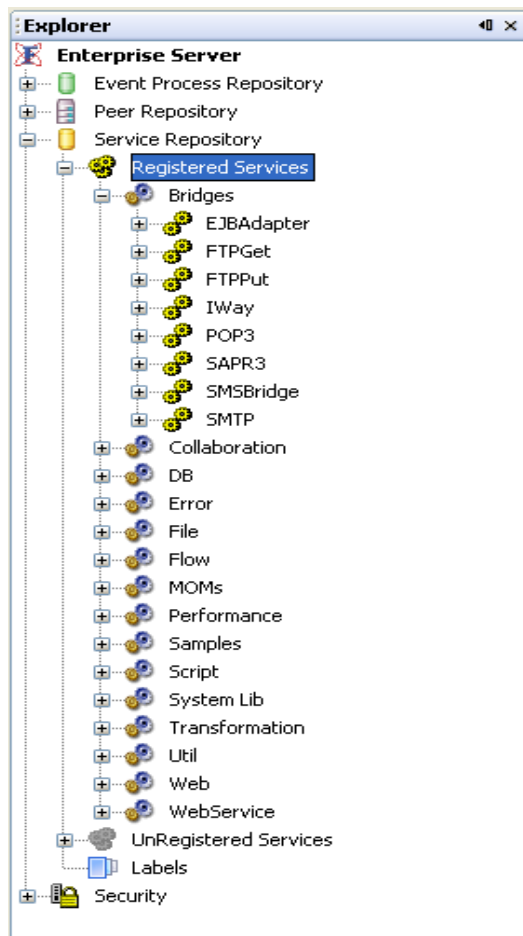 Explorer
Enterprise Server
Event Process Repository
Peer Repository
Service Repository
Registered Services
Bridges
EJBAdapter
FTPGet
FTPPut
IWay
POP3
SAPR3
SMSBridge
SMTP
Collaboration
DB
Error
File
Flow
MOMs
Performance
Samples
Script
System Lib
Transformation
Util
Web
WebService
UnRegistered Services
Labels
Security